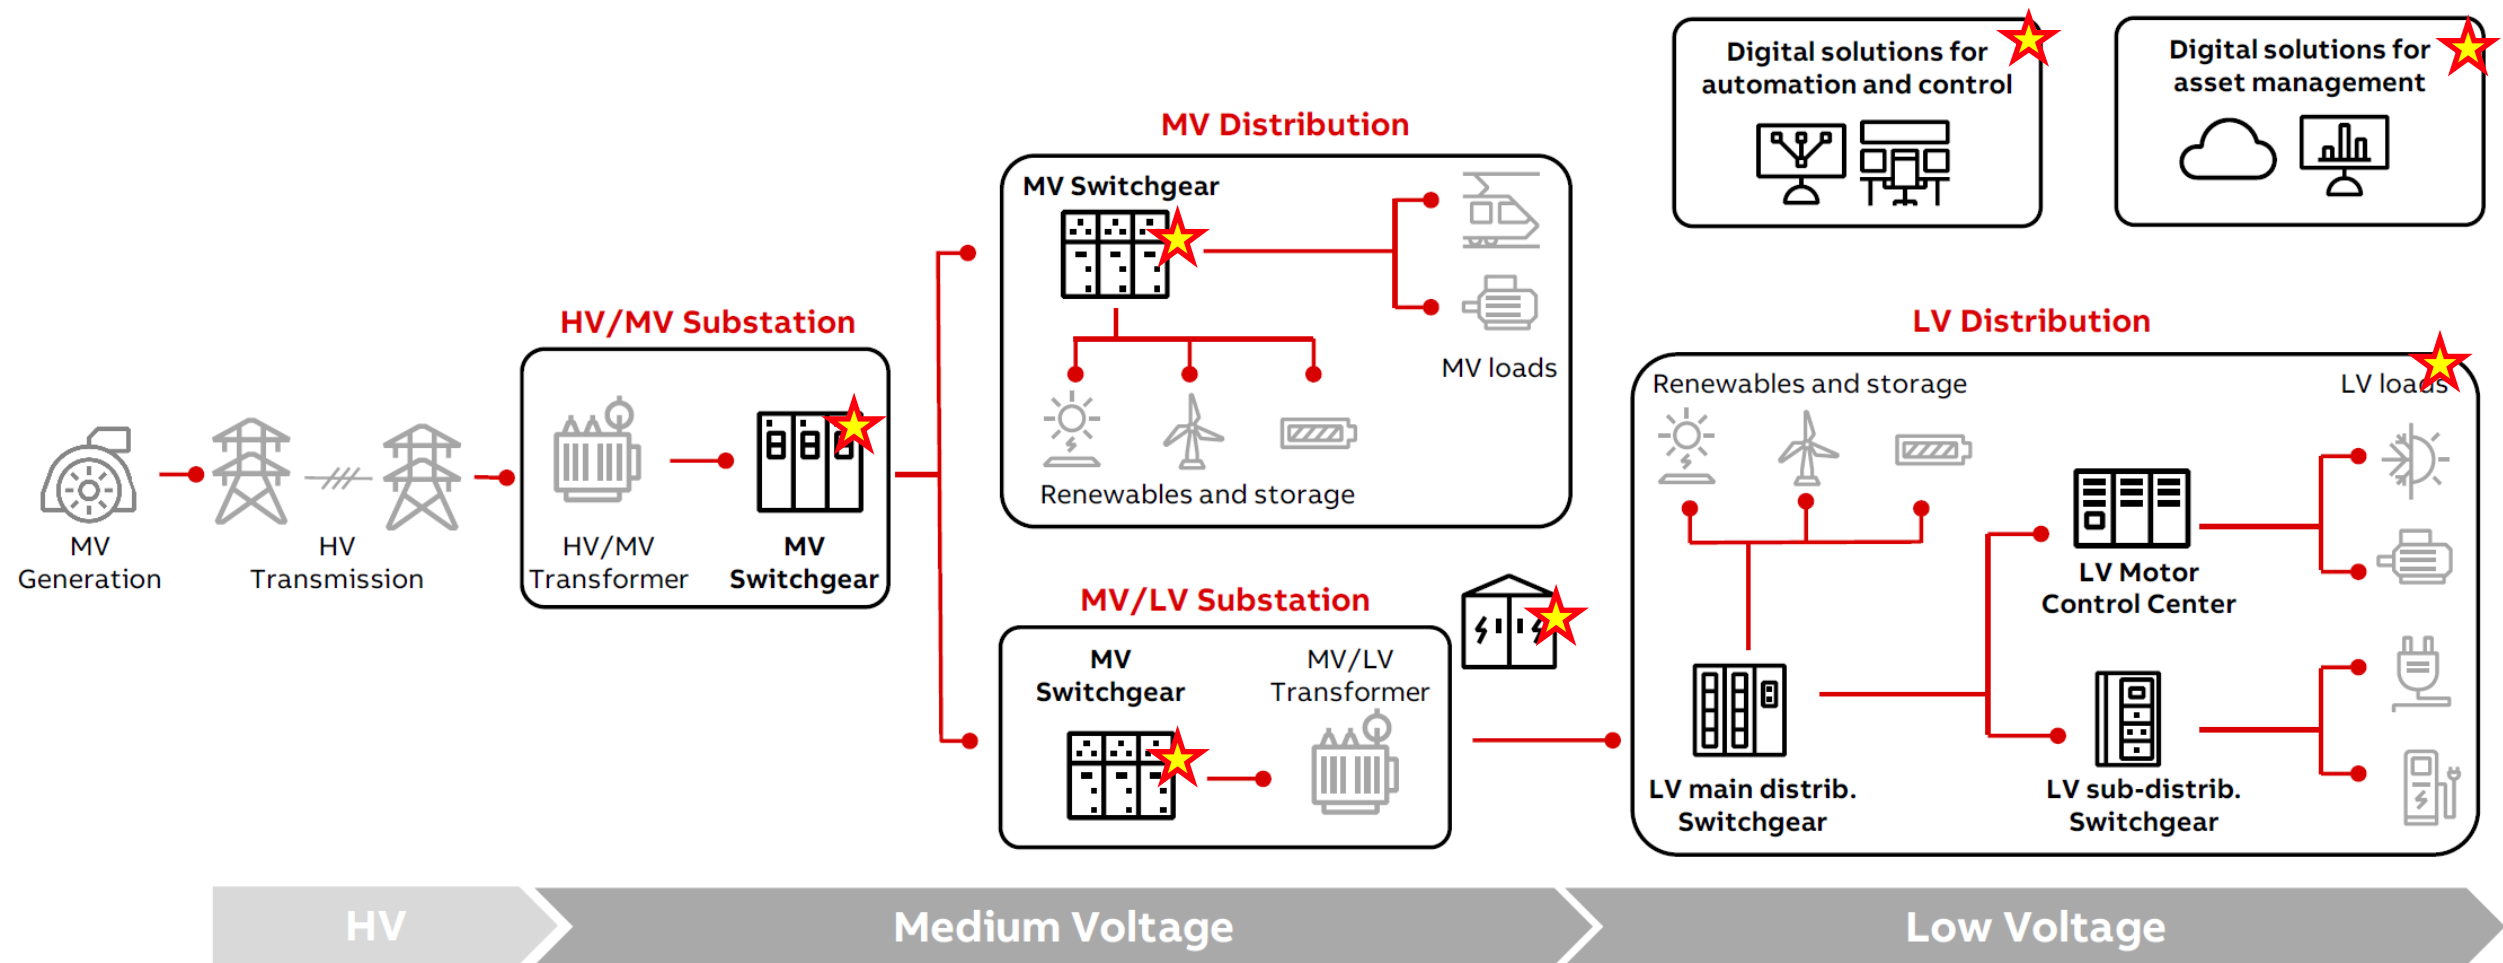 Digital solutions for
automation and control
Digital solutions for
asset management
MV Distribution
MV Switchgear
MV loads
Renewables and storage
HV/MV Substation
MV
Generation
HV
Transmission
HV/MV
Transformer
MV
Switchgear
MV/LV Substation
MV
Switchgear
MV/LV
Transformer
LV Distribution
Renewables and storage
LV loads
LV Motor
Control Center
LV main distrib.
Switchgear
LV sub-distrib.
Switchgear
HV
Medium Voltage
Low Voltage